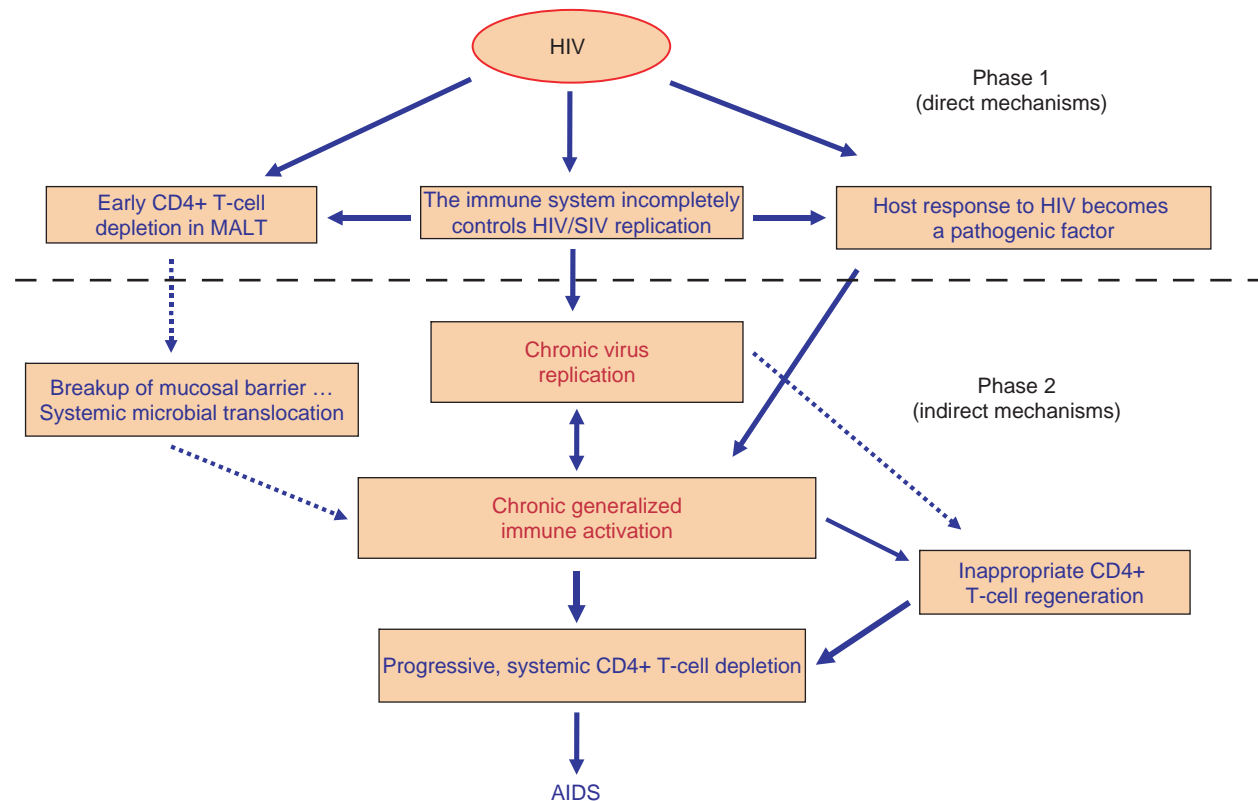 HIV
Phase 1
(direct mechanisms)
Early CD4+ T-cell
depletion in MALT
The immune system incompletely
controls HIV/SIV replication
Host response to HIV becomes
a pathogenic factor
Chronic virus
replication
Breakup of mucosal barrier ...
Systemic microbial translocation
Phase 2
(indirect mechanisms)
Chronic generalized
immune activation
Inappropriate CD4+
T-cell regeneration
Progressive, systemic CD4+ T-cell depletion
AIDS